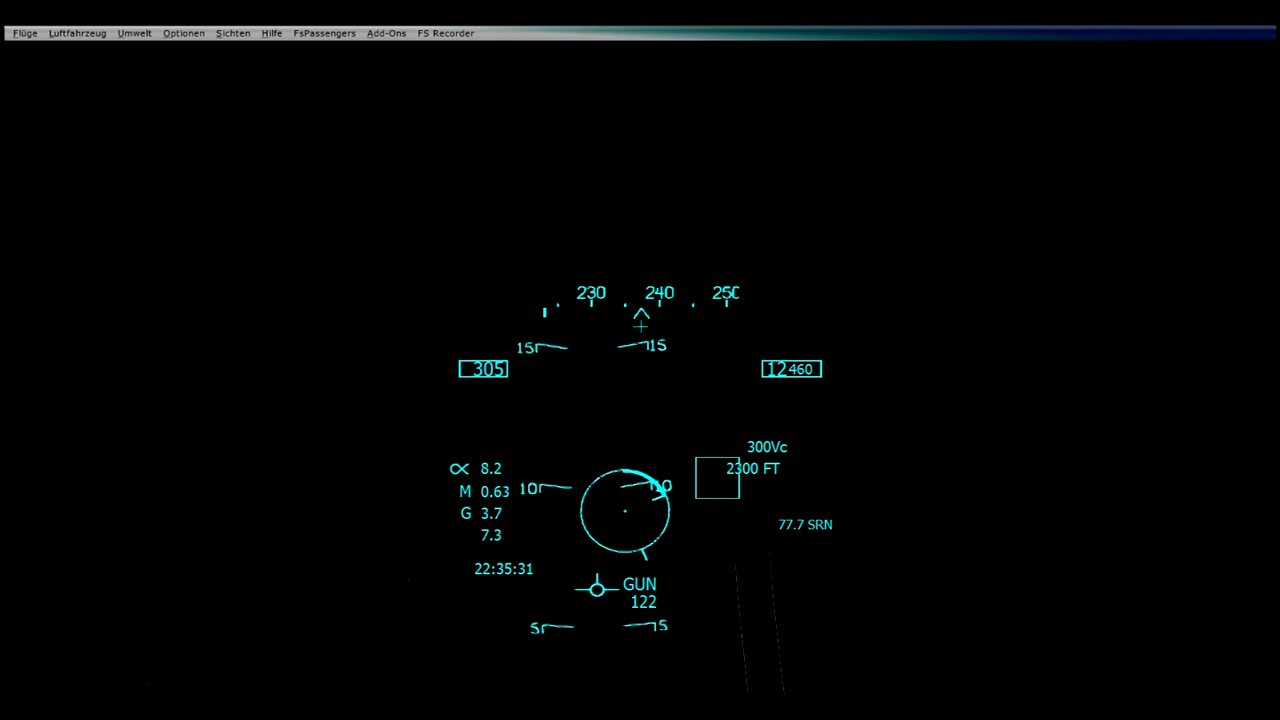 Flüge Luftfahrzeug Umwelt Optionen Sichten Hilfe FsPassengers Add-Ons FS Recorder
230 240 250
15 15
305 12460
300Vc
α 8.2 2300 FT
M 0.63 10 10
G 3.7
7.3 77.7 SRN
22:35:31
GUN
122
5 5